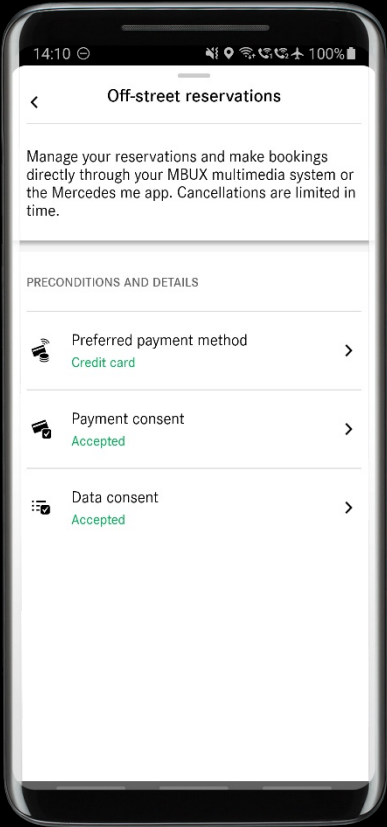 14:10
100%
Off-street reservations
Manage your reservations and make bookings
directly through your MBUX multimedia system or
the Mercedes me app. Cancellations are limited in
time.
PRECONDITIONS AND DETAILS
Preferred payment method
Credit card
Payment consent
Accepted
Data consent
Accepted